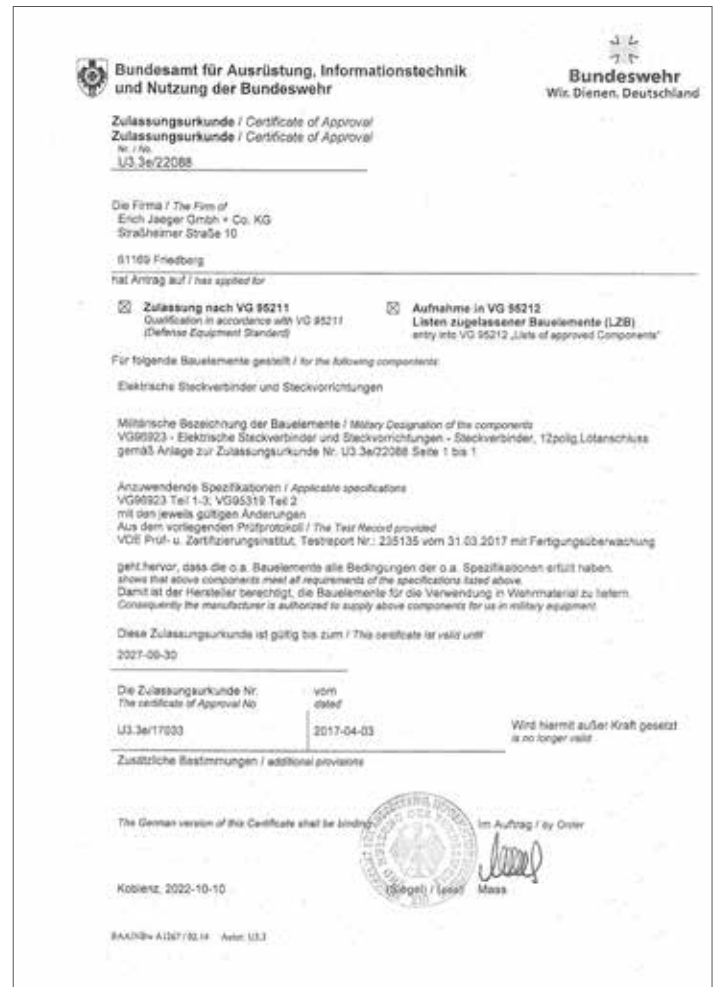 Bundesamt für Ausrüstung, Informationstechnik
und Nutzung der Bundeswehr
Bundeswehr
Wir. Dienen. Deutschland
Zulassungsurkunde / Certificate of Approval
Zulassungsurkunde / Certificate of Approval
Nr. / No.
U3.3e/22088
Die Firma / The Firm of
Erich Jaeger Gmbh + Co. KG
Straßheimer Straße 10
61169 Friedberg
hat Antrag auf / has applied for
☒ Zulassung nach VG 95211
Qualification in accordance with VG 95211
(Defense Equipment Standard)
☒ Aufnahme in VG 95212
Listen zugelassener Bauelemente (LZB)
entry into VG 95212 „Lists of approved Components"
Für folgende Bauelemente gestellt / for the following compontents:
Elektrische Steckverbinder und Steckvorrichtungen
Militärische Bezeichnung der Bauelemente / Military Designation of the components
VG96923 - Elektrische Steckverbinder und Steckvorrichtungen - Steckverbinder, 12polig,Lötanschluss
gemäß Anlage zur Zulassungsurkunde Nr. U3.3e/22088 Seite 1 bis 1
Anzuwendende Spezifikationen / Applicable specifications
VG96923 Teil 1-3; VG95319 Teil 2
mit den jeweils gültigen Änderungen
Aus dem vorliegenden Prüfprotokoll / The Test Record provided
VDE Prüf- u. Zertifizierungsinstitut, Testreport Nr.: 235135 vom 31.03.2017 mit Fertigungsüberwachung
geht hervor, dass die o.a. Bauelemente alle Bedingungen der o.a. Spezifikationen erfüllt haben.
shows that above components meet all requirements of the specifications listed above.
Damit ist der Hersteller berechtigt, die Bauelemente für die Verwendung in Wehrmaterial zu liefern.
Consequently the manufacturer is authorized to supply above components for us in military equipment.
Diese Zulassungsurkunde ist gültig bis zum / This certificate ist valid until
2027-09-30
Die Zulassungsurkunde Nr. vom
The certificate of Approval No dated
U3.3e/17033 2017-04-03 Wird hiermit außer Kraft gesetzt
is no longer valid
Zusätzliche Bestimmungen / additional provisions
The German version of this Certificate shall be binding
Im Auftrag / by Order
Koblenz, 2022-10-10 (Siegel) / (seal) Mass
BAAINBw A1267 / 02.14 Autor: U3.3